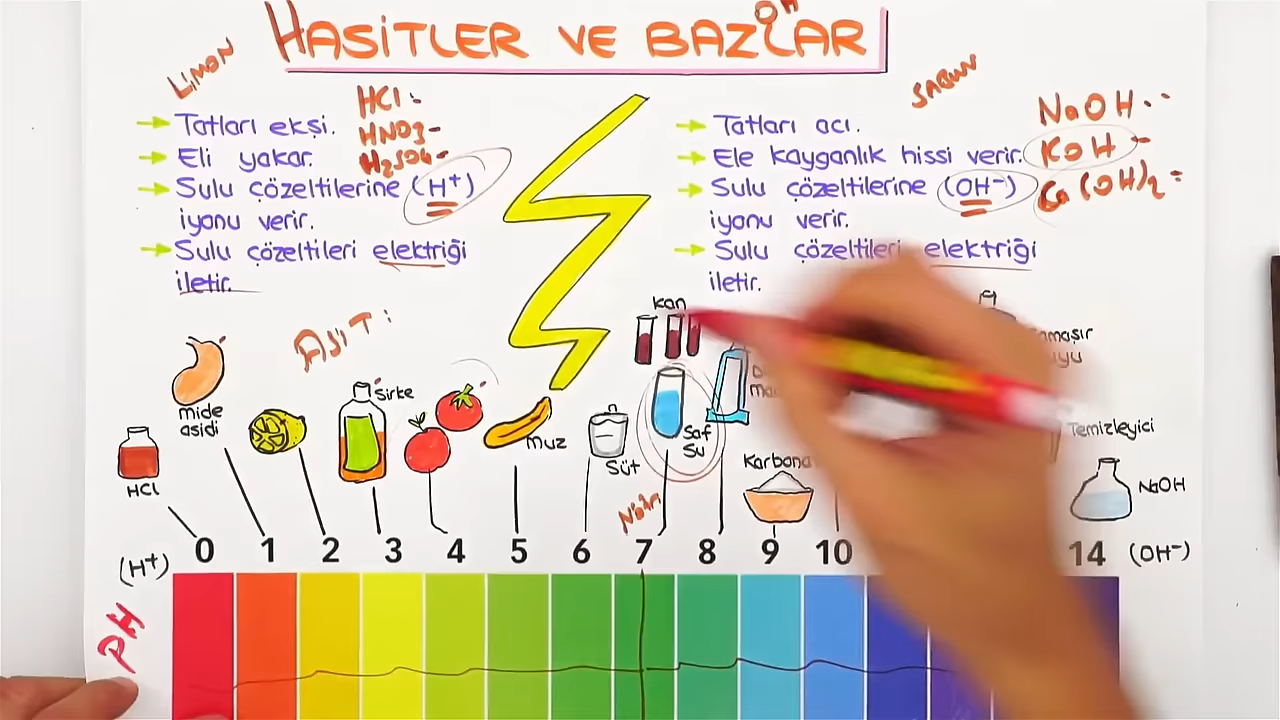 HASİTLER VE BAZLAR
OH
LİMON
SABUN
Tatları ekşi.
Eli yakar.
Sulu çözeltilerine (H⁺)
iyonu verir.
Sulu çözeltileri elektriği
iletir.
HCl
HNO3
H2SO4
Tatları acı.
Ele kayganlık hissi verir.
Sulu çözeltilerine (OH⁻)
iyonu verir.
Sulu çözeltileri elektriği
iletir.
NaOH
KOH
Ca(OH)2
ASİT:
Kan
mide
asidi
Sirke
muz
Süt
Saf
Su
HCl
Temizleyici
NaOH
(H⁺) 0 1 2 3 4 5 6 7 8 9 10 14 (OH⁻)
PH